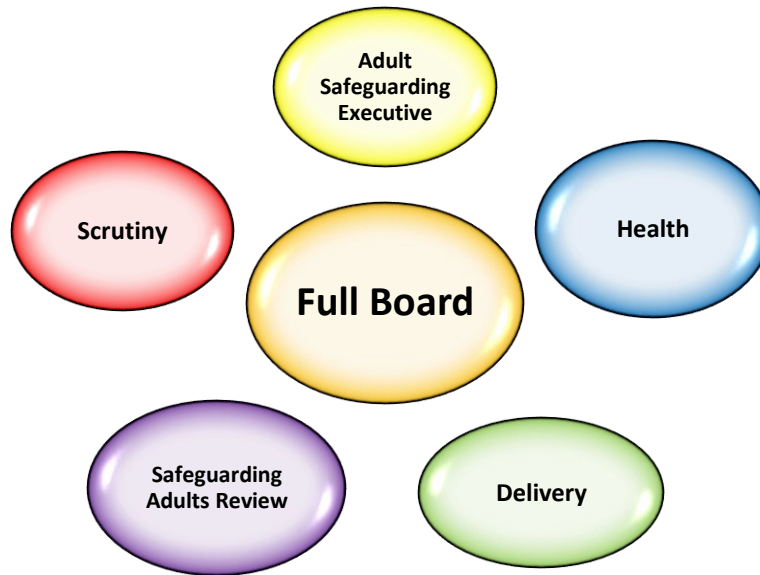 Adult
Safeguarding
Executive
Scrutiny
Health
Full Board
Safeguarding
Adults Review
Delivery